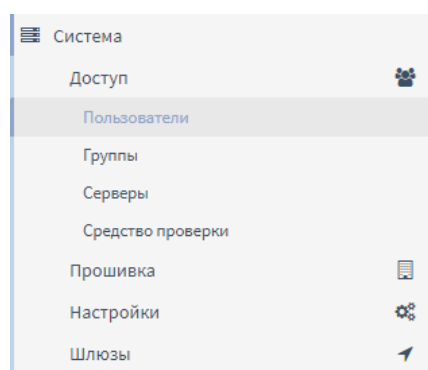 Система
Доступ
Пользователи
Группы
Серверы
Средство проверки
Прошивка
Настройки
Шлюзы